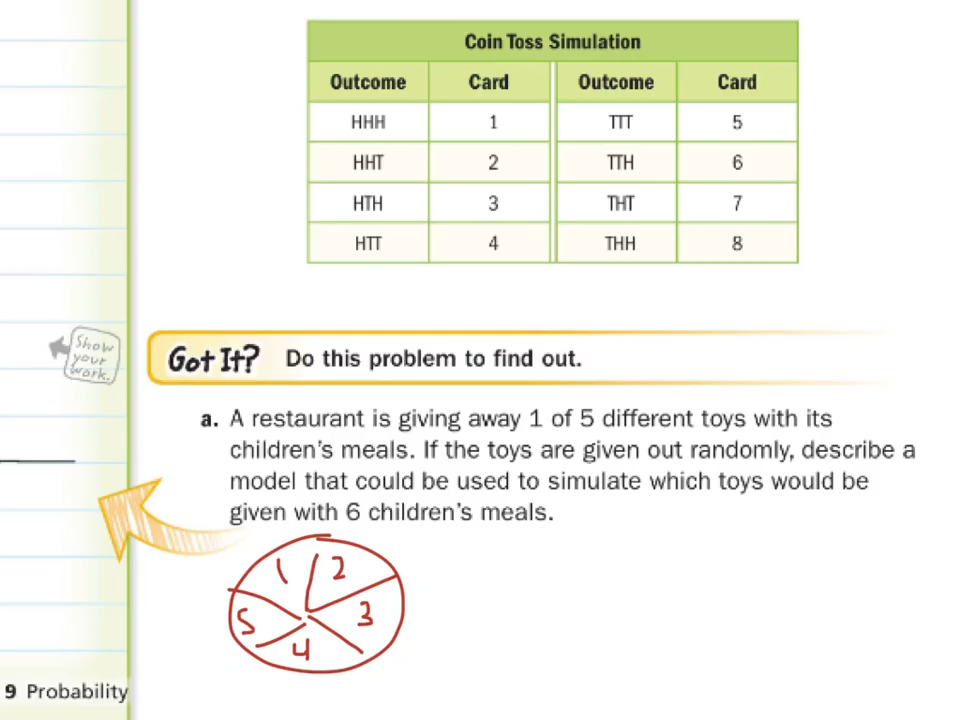 Coin Toss Simulation
Outcome Card Outcome Card
HHH 1 TTT 5
HHT 2 TTH 6
HTH 3 THT 7
HTT 4 THH 8
Show your work.
Got It? Do this problem to find out.
a. A restaurant is giving away 1 of 5 different toys with its
children's meals. If the toys are given out randomly, describe a
model that could be used to simulate which toys would be
given with 6 children's meals.
1 2
5 3
4
9 Probability